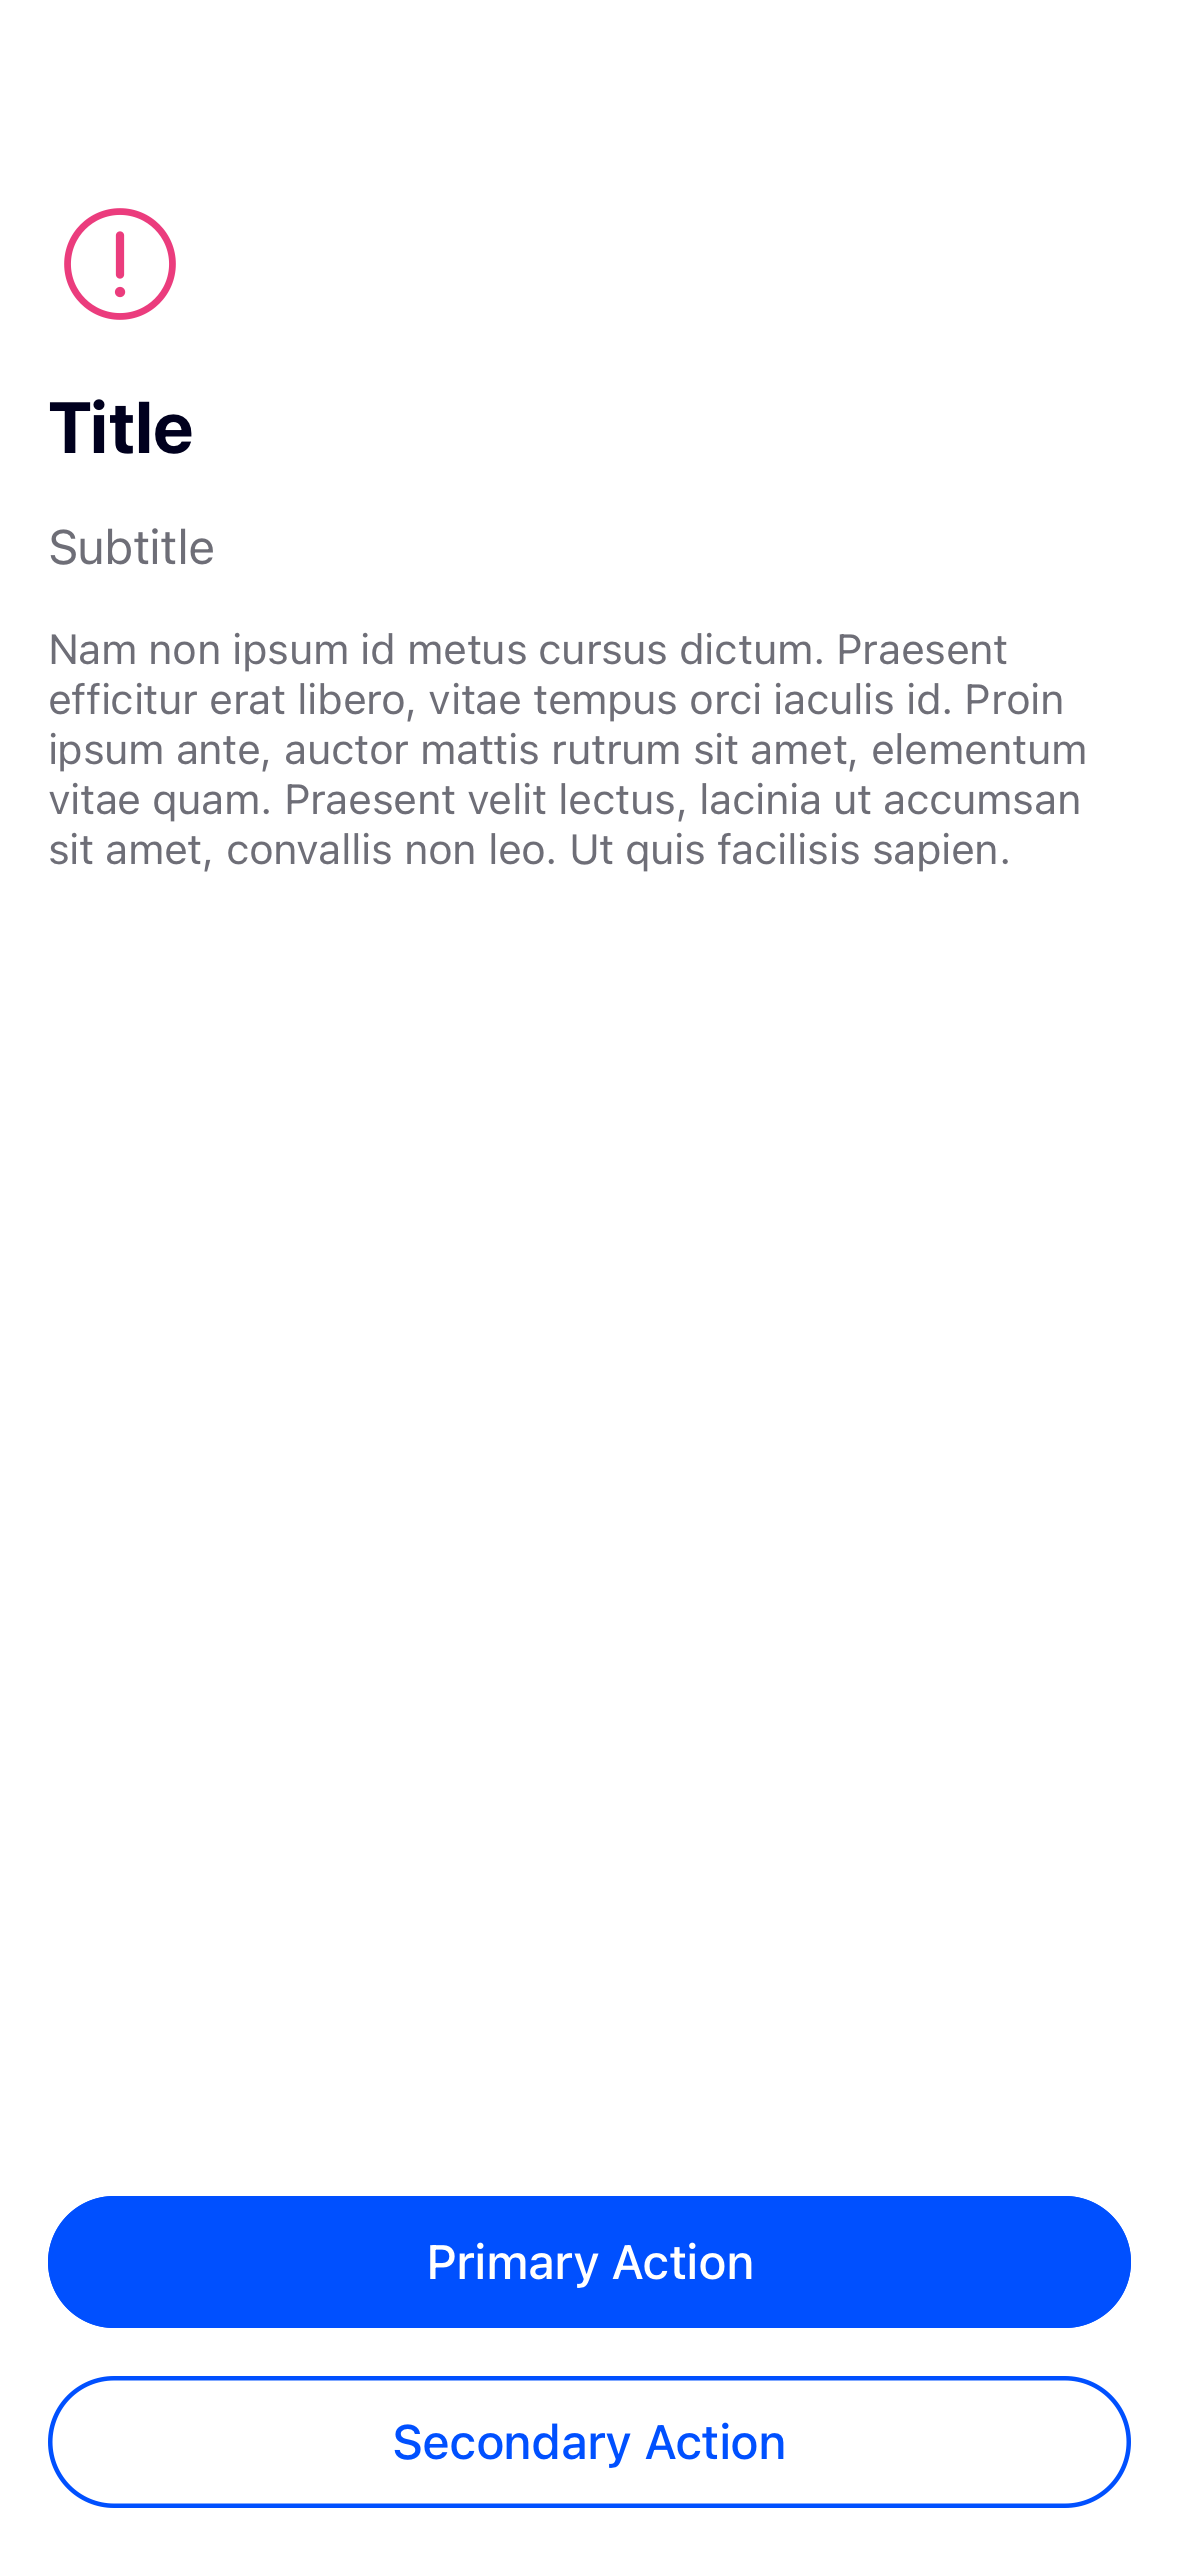 Title
Subtitle
Nam non ipsum id metus cursus dictum. Praesent
efficitur erat libero, vitae tempus orci iaculis id. Proin
ipsum ante, auctor mattis rutrum sit amet, elementum
vitae quam. Praesent velit lectus, lacinia ut accumsan
sit amet, convallis non leo. Ut quis facilisis sapien.
Primary Action
Secondary Action